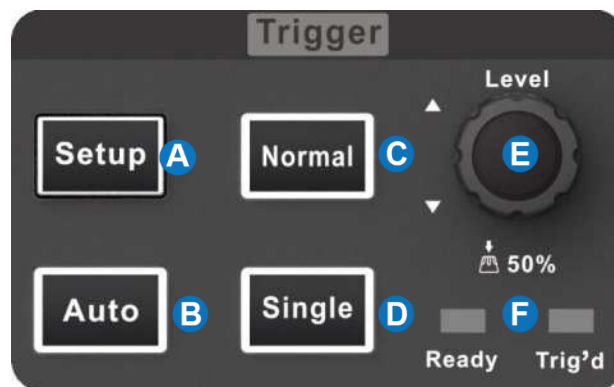 Trigger
Level
Setup A
Normal C
E
50%
Auto B
Single D
F
Ready Trig'd